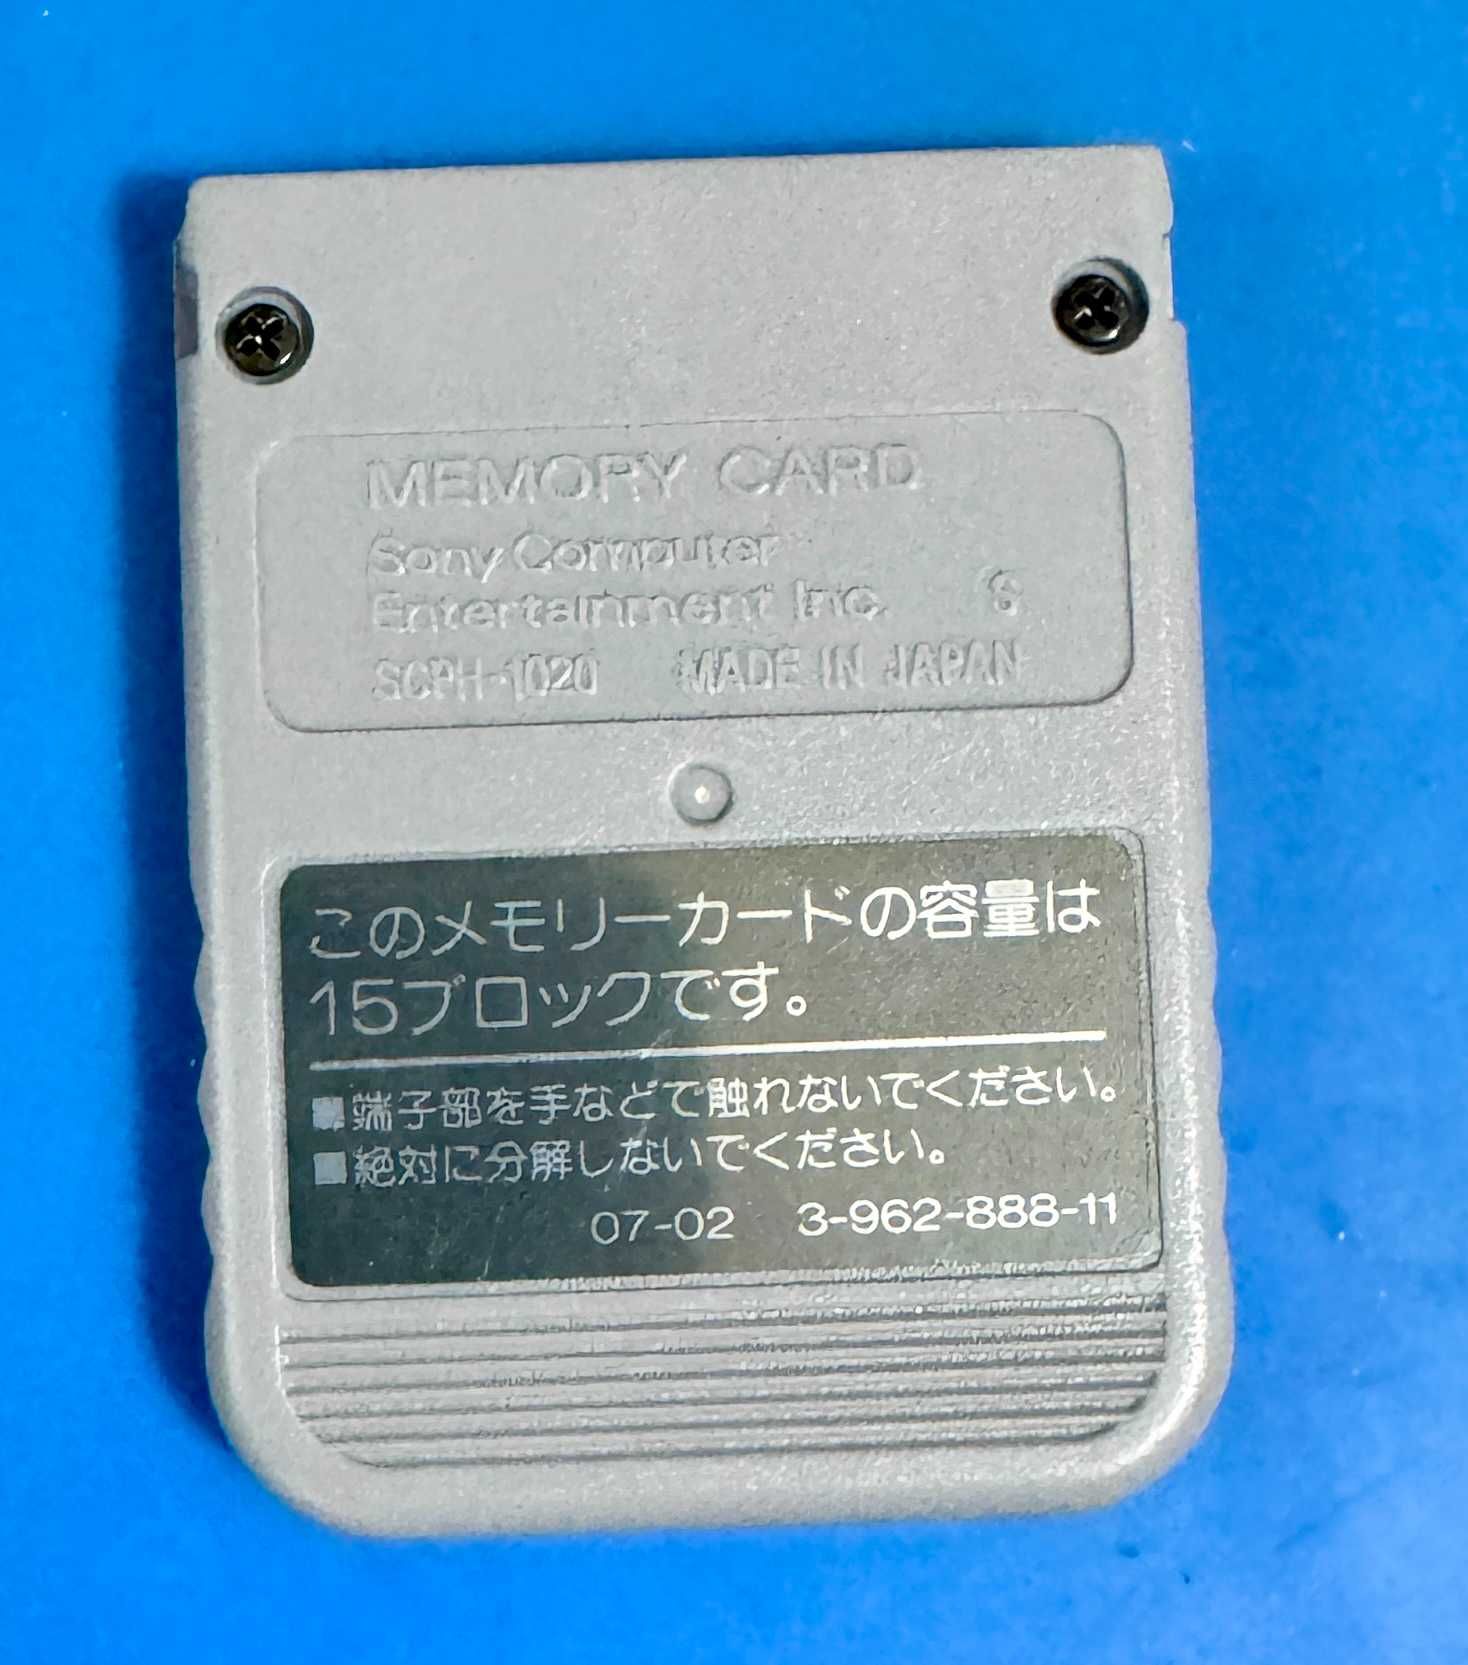 MEMORY CARD
Sony Computer
Entertainment Inc. 8
SCPH-1020 MADE IN JAPAN
このメモリーカードの容量は
15ブロックです。
■端子部を手などで触れないでください。
■絶対に分解しないでください。
07-02 3-962-888-11